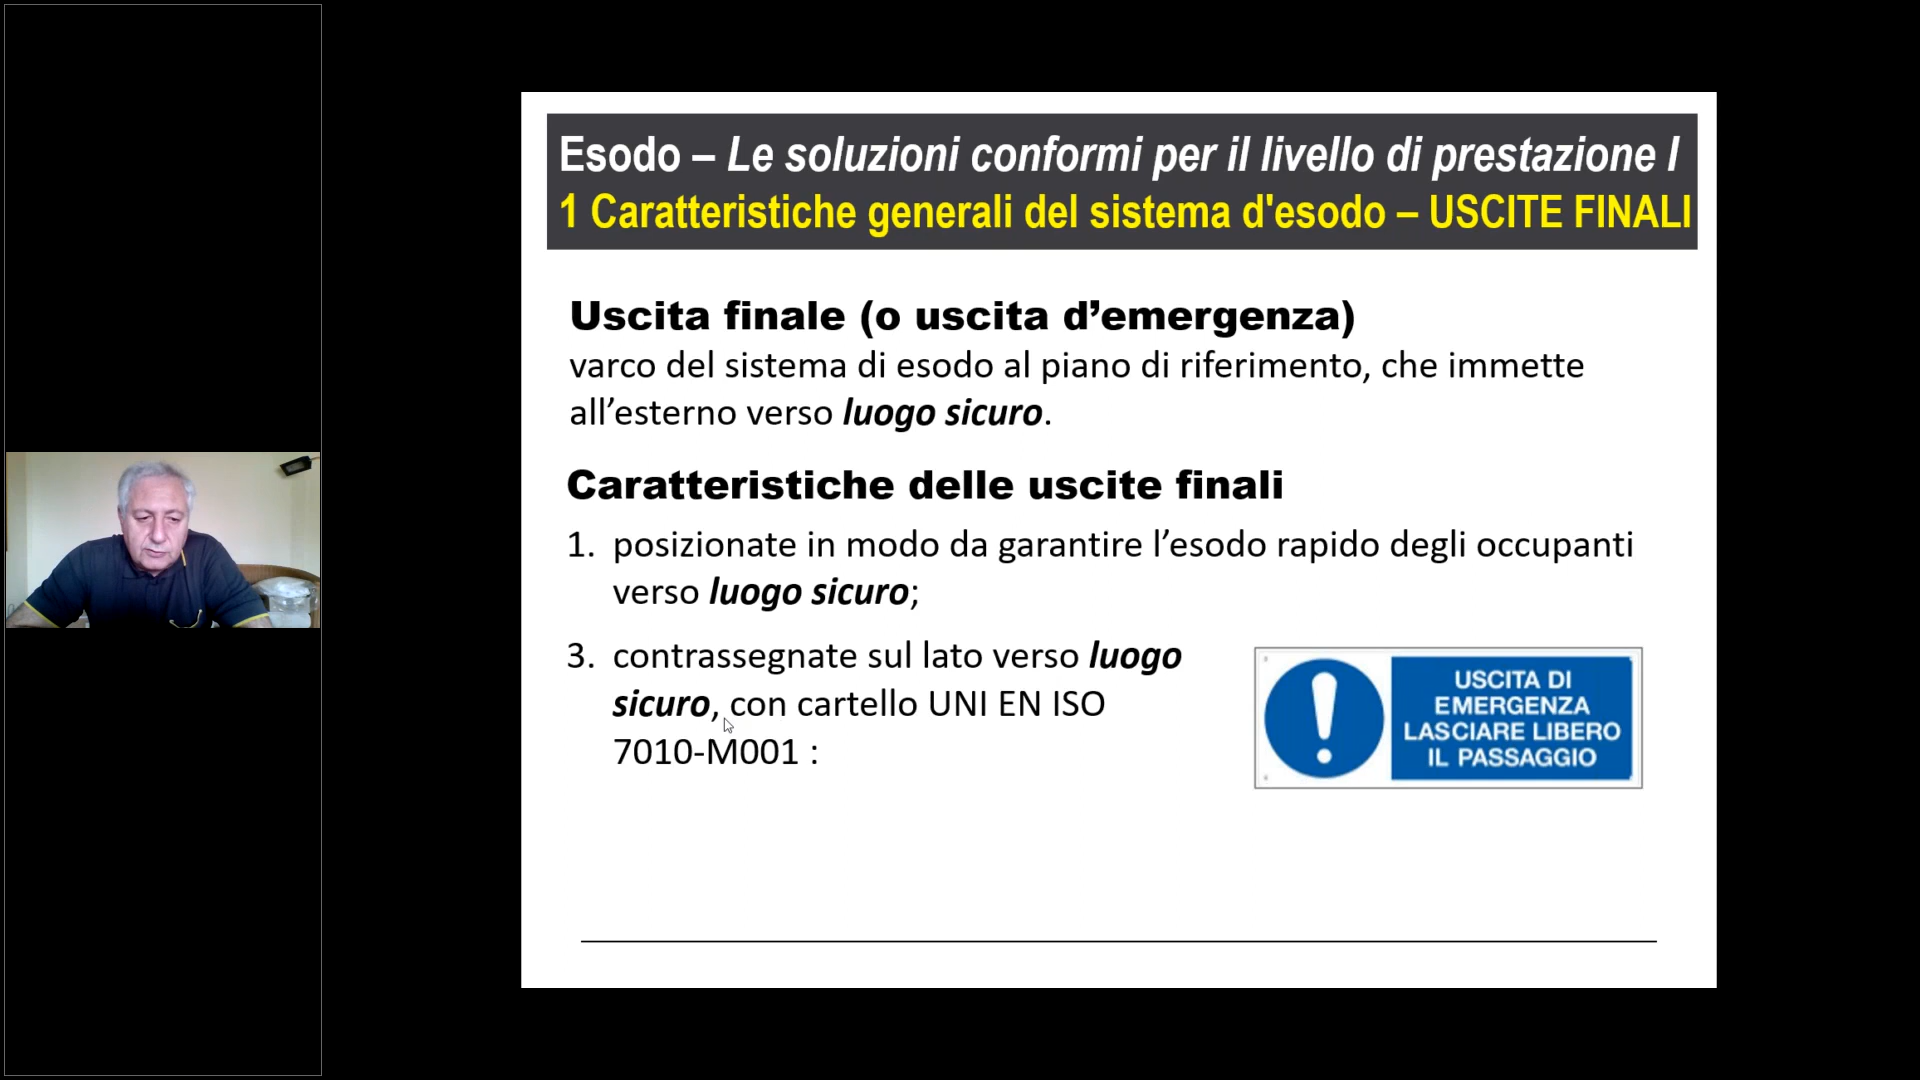 Esodo – Le soluzioni conformi per il livello di prestazione I
1 Caratteristiche generali del sistema d'esodo – USCITE FINALI
Uscita finale (o uscita d’emergenza)
varco del sistema di esodo al piano di riferimento, che immette
all’esterno verso luogo sicuro.
Caratteristiche delle uscite finali
1. posizionate in modo da garantire l’esodo rapido degli occupanti
verso luogo sicuro;
3. contrassegnate sul lato verso luogo
sicuro, con cartello UNI EN ISO
7010-M001 :
USCITA DI
EMERGENZA
LASCIARE LIBERO
IL PASSAGGIO